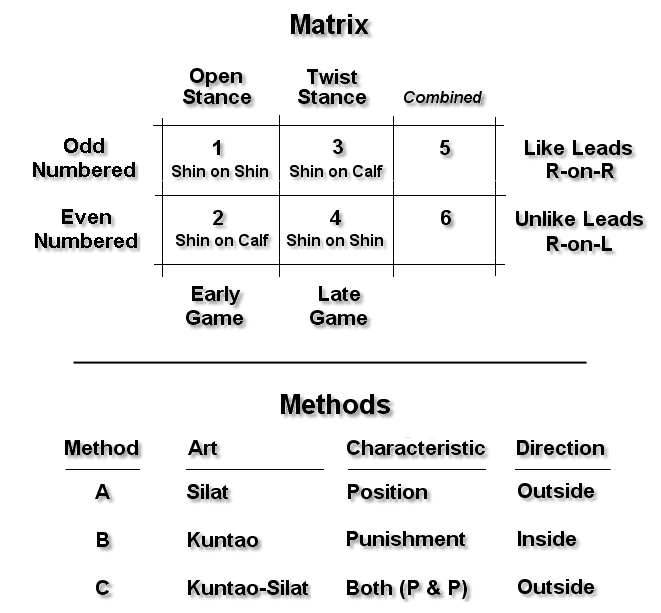 Matrix
Open Stance Twist Stance Combined
Odd Numbered 1 Shin on Shin 3 Shin on Calf 5 Like Leads R-on-R
Even Numbered 2 Shin on Calf 4 Shin on Shin 6 Unlike Leads R-on-L
Early Game Late Game
Methods
Method Art Characteristic Direction
A Silat Position Outside
B Kuntao Punishment Inside
C Kuntao-Silat Both (P & P) Outside